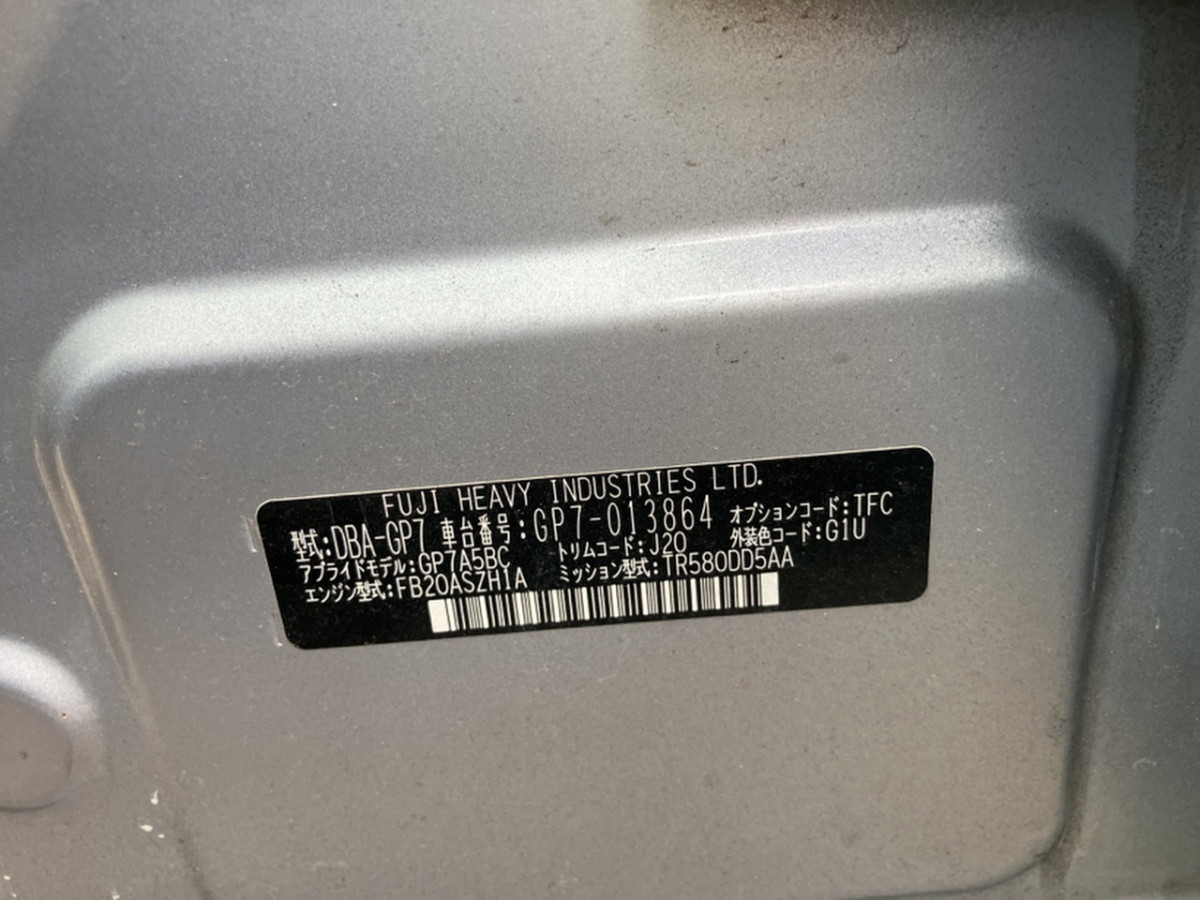 FUJI HEAVY INDUSTRIES LTD.
型式:DBA-GP7 車台番号:GP7-013864 オプションコード:TFC
アプライドモデル:GP7A5BC トリムコード:J20 外装色コード:G1U
エンジン型式:FB20ASZH1A ミッション型式:TR580DD5AA